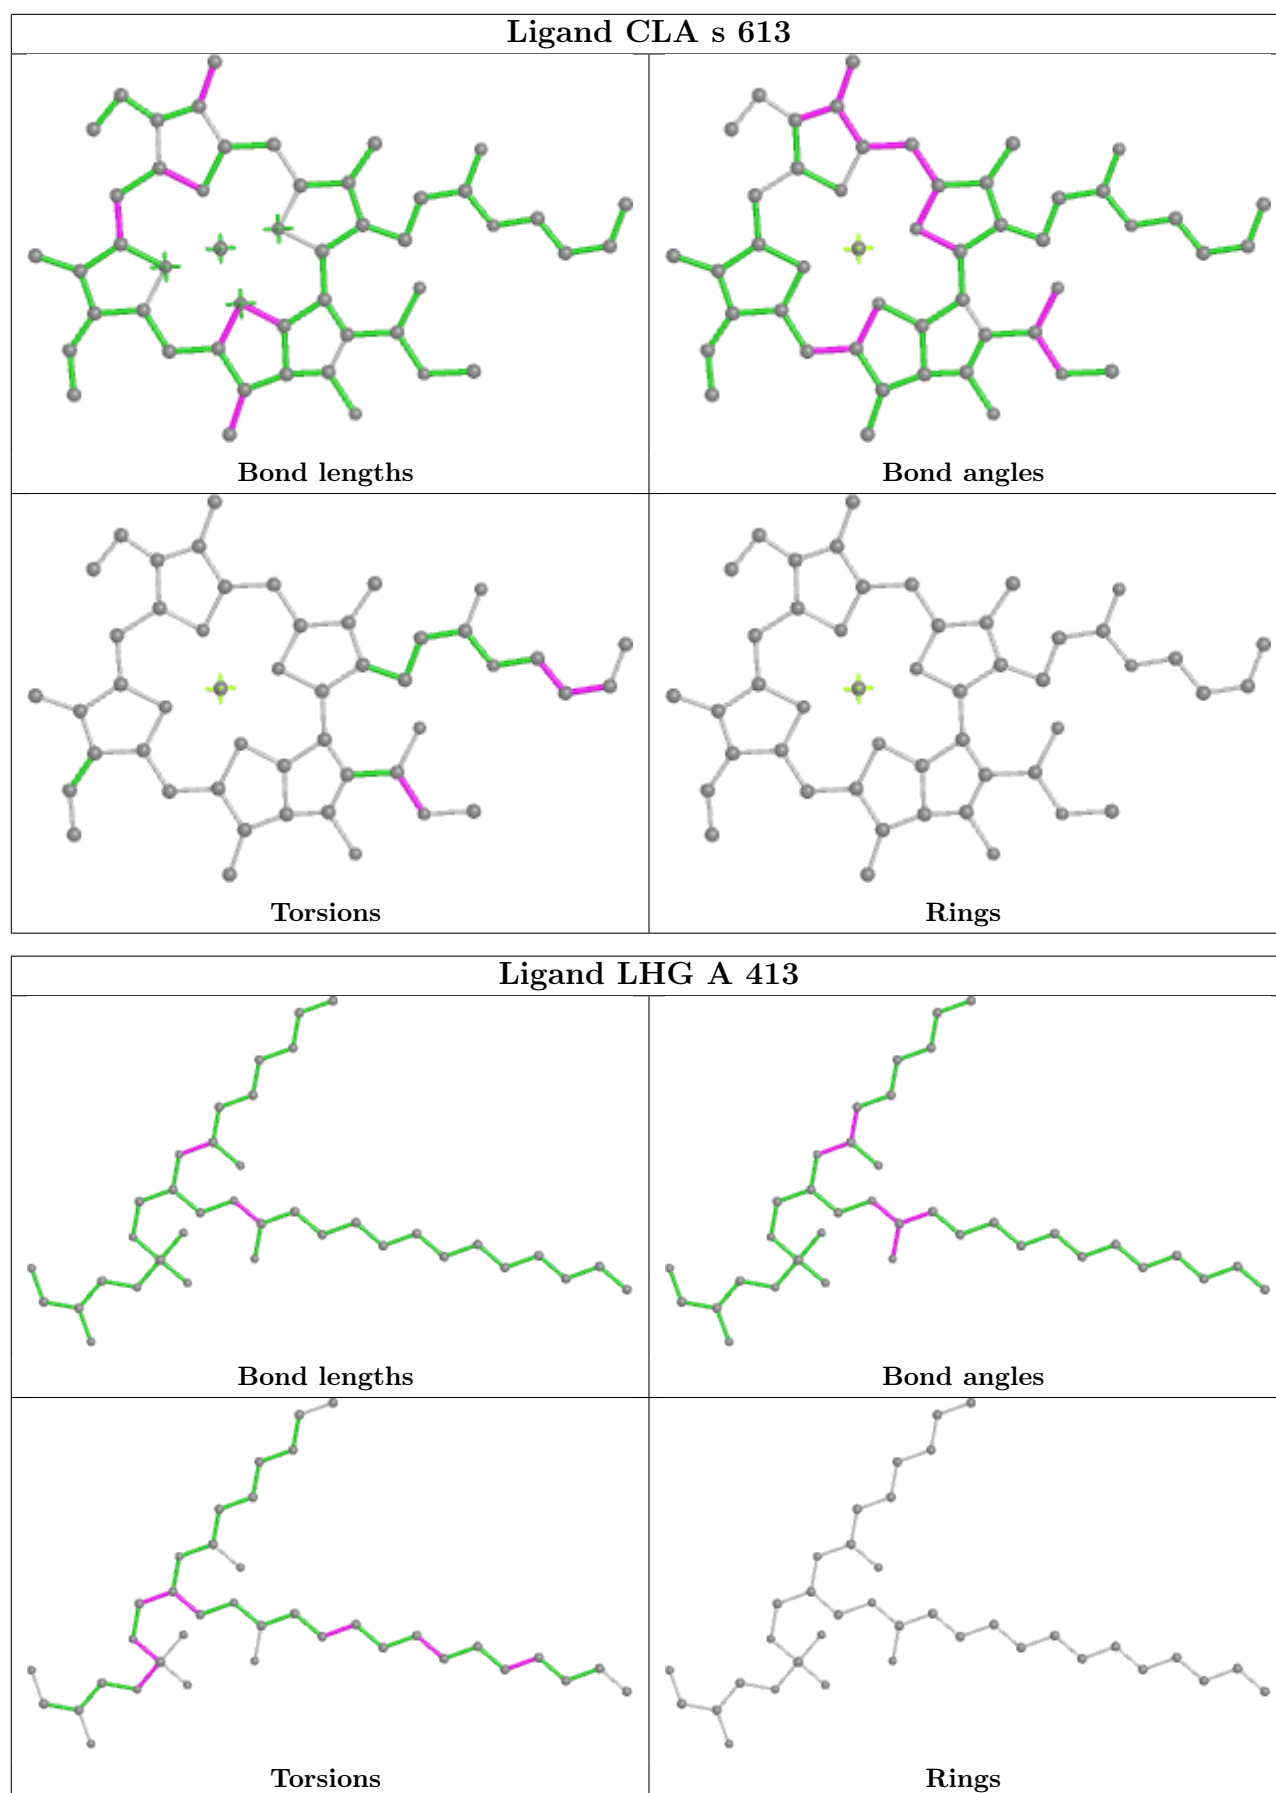 Ligand CLA s 613
Bond lengths
Bond angles
Torsions
Rings
Ligand LHG A 413
Bond lengths
Bond angles
Torsions
Rings